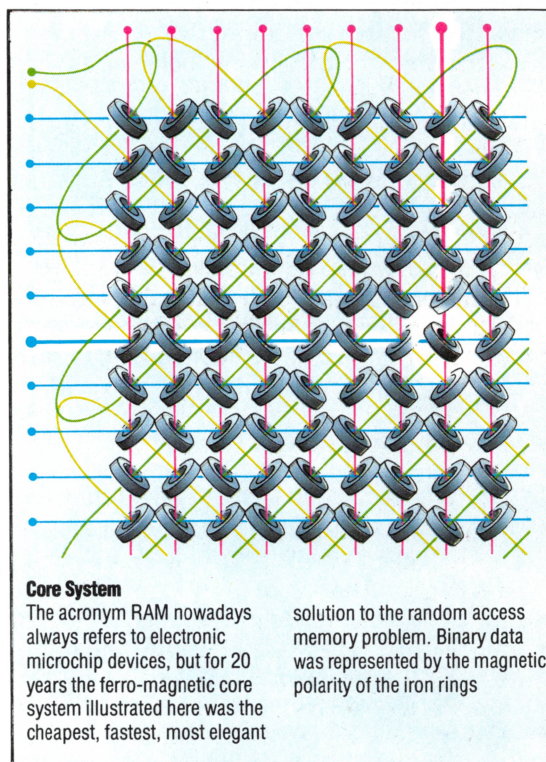 Core System
The acronym RAM nowadays
always refers to electronic
microchip devices, but for 20
years the ferro-magnetic core
system illustrated here was the
cheapest, fastest, most elegant
solution to the random access
memory problem. Binary data
was represented by the magnetic
polarity of the iron rings